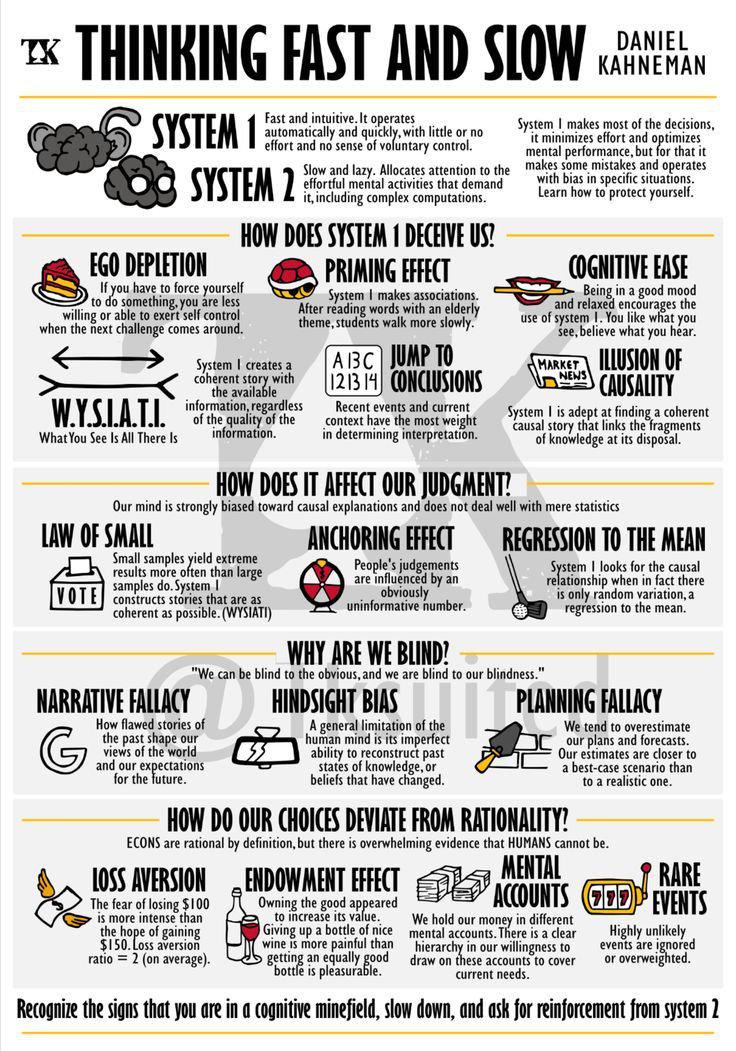 TK
THINKING FAST AND SLOW
DANIEL
KAHNEMAN
SYSTEM 1
Fast and intuitive. It operates
automatically and quickly, with little or no
effort and no sense of voluntary control.
SYSTEM 2
Slow and lazy. Allocates attention to the
effortful mental activities that demand
it, including complex computations.
System 1 makes most of the decisions,
it minimizes effort and optimizes
mental performance, but for that it
makes some mistakes and operates
with bias in specific situations.
Learn how to protect yourself.
HOW DOES SYSTEM 1 DECEIVE US?
EGO DEPLETION
If you have to force yourself
to do something, you are less
willing or able to exert self control
when the next challenge comes around.
PRIMING EFFECT
System 1 makes associations.
After reading words with an elderly
theme, students walk more slowly.
COGNITIVE EASE
Being in a good mood
and relaxed encourages the
use of system 1. You like what you
see, believe what you hear.
W.Y.S.I.A.T.I.
What You See Is All There Is
System 1 creates a
coherent story with
the available
information, regardless
of the quality of the
information.
A 13 C
12 13 14
JUMP TO
CONCLUSIONS
Recent events and current
context have the most weight
in determining interpretation.
MARKET
NEWS
ILLUSION OF
CAUSALITY
System 1 is adept at finding a coherent
causal story that links the fragments
of knowledge at its disposal.
HOW DOES IT AFFECT OUR JUDGMENT?
Our mind is strongly biased toward causal explanations and does not deal well with mere statistics
LAW OF SMALL
VOTE
Small samples yield extreme
results more often than large
samples do. System 1
constructs stories that are as
coherent as possible. (WYSIATI)
ANCHORING EFFECT
People's judgements
are influenced by an
obviously
uninformative number.
REGRESSION TO THE MEAN
System 1 looks for the causal
relationship when in fact there
is only random variation, a
regression to the mean.
WHY ARE WE BLIND?
"We can be blind to the obvious, and we are blind to our blindness."
NARRATIVE FALLACY
G
How flawed stories of
the past shape our
views of the world
and our expectations
for the future.
HINDSIGHT BIAS
A general limitation of the
human mind is its imperfect
ability to reconstruct past
states of knowledge, or
beliefs that have changed.
PLANNING FALLACY
We tend to overestimate
our plans and forecasts.
Our estimates are closer to
a best-case scenario than
to a realistic one.
HOW DO OUR CHOICES DEVIATE FROM RATIONALITY?
ECONS are rational by definition, but there is overwhelming evidence that HUMANS cannot be.
LOSS AVERSION
The fear of losing $100
is more intense than
the hope of gaining
$150. Loss aversion
ratio = 2 (on average).
ENDOWMENT EFFECT
Owning the good appeared
to increase its value.
Giving up a bottle of nice
wine is more painful than
getting an equally good
bottle is pleasurable.
MENTAL
ACCOUNTS
We hold our money in different
mental accounts. There is a clear
hierarchy in our willingness to
draw on these accounts to cover
current needs.
777
RARE
EVENTS
Highly unlikely
events are ignored
or overweighted.
Recognize the signs that you are in a cognitive minefield, slow down, and ask for reinforcement from system 2